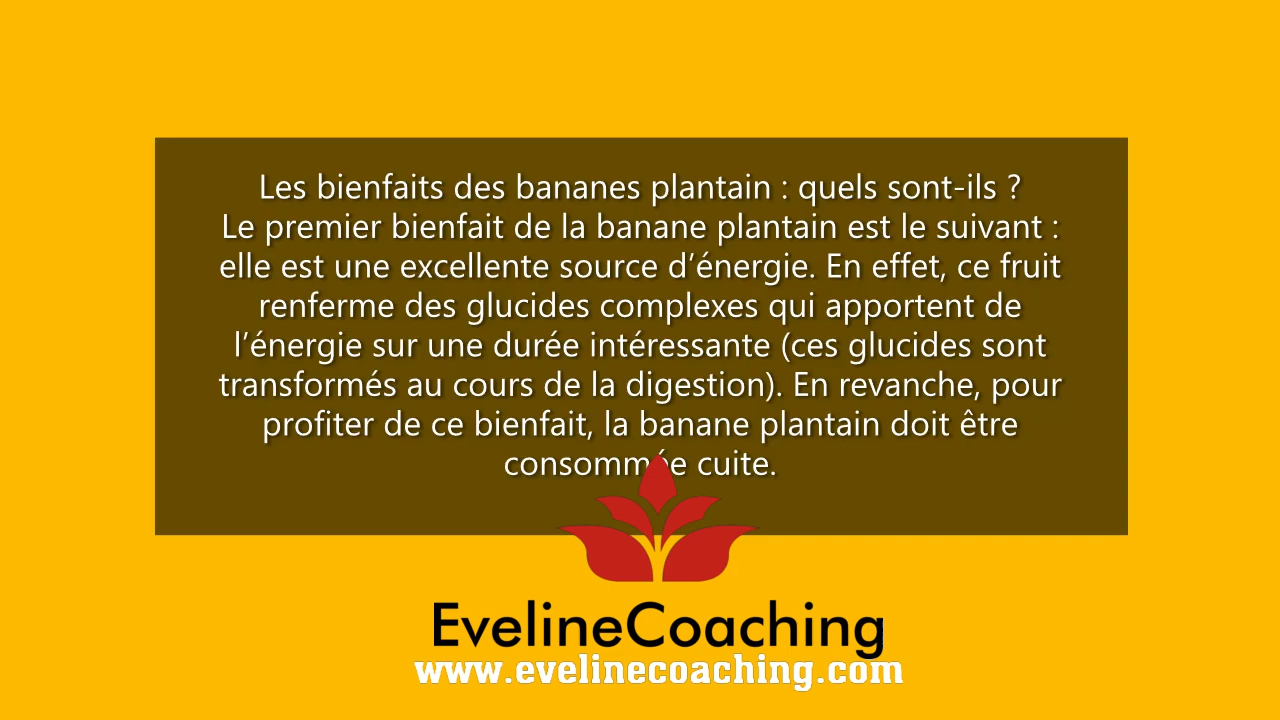 Les bienfaits des bananes plantain : quels sont-ils ?
Le premier bienfait de la banane plantain est le suivant :
elle est une excellente source d’énergie. En effet, ce fruit
renferme des glucides complexes qui apportent de
l’énergie sur une durée intéressante (ces glucides sont
transformés au cours de la digestion). En revanche, pour
profiter de ce bienfait, la banane plantain doit être
consommée cuite.
EvelineCoaching
www.evelinecoaching.com